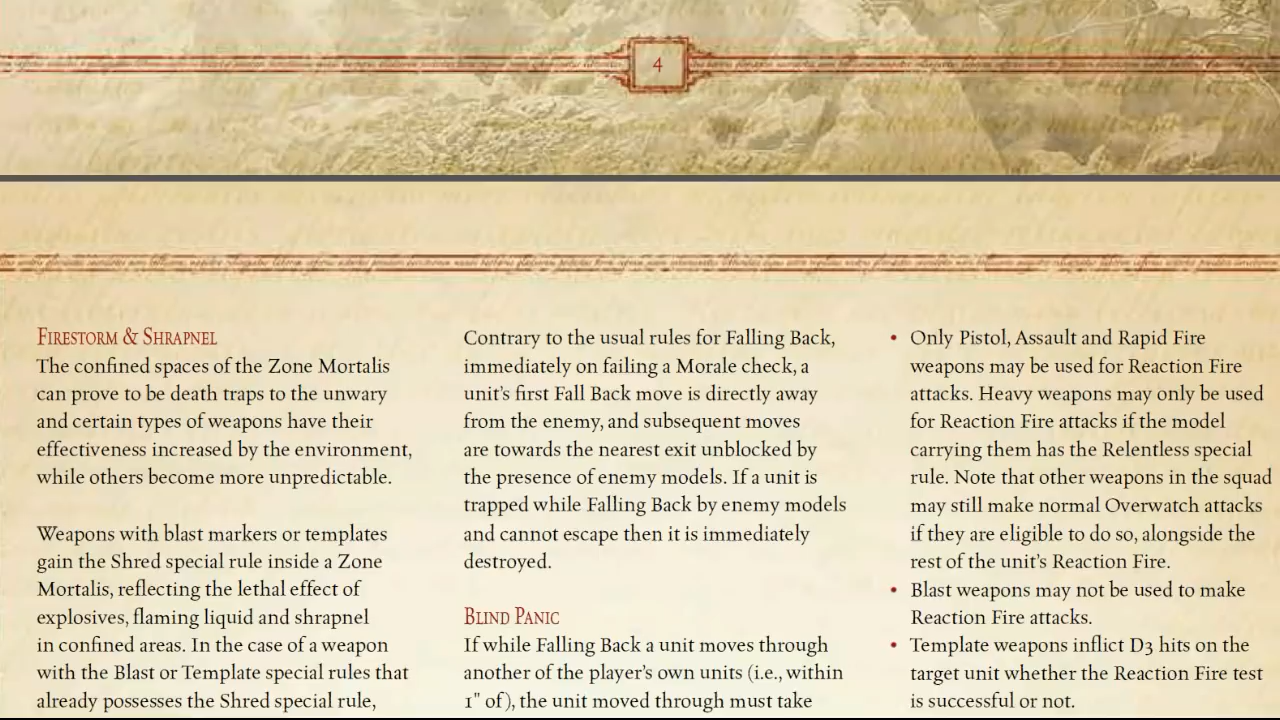 4
Firestorm & Shrapnel
The confined spaces of the Zone Mortalis
can prove to be death traps to the unwary
and certain types of weapons have their
effectiveness increased by the environment,
while others become more unpredictable.
Weapons with blast markers or templates
gain the Shred special rule inside a Zone
Mortalis, reflecting the lethal effect of
explosives, flaming liquid and shrapnel
in confined areas. In the case of a weapon
with the Blast or Template special rules that
already possesses the Shred special rule,
Contrary to the usual rules for Falling Back,
immediately on failing a Morale check, a
unit's first Fall Back move is directly away
from the enemy, and subsequent moves
are towards the nearest exit unblocked by
the presence of enemy models. If a unit is
trapped while Falling Back by enemy models
and cannot escape then it is immediately
destroyed.
Blind Panic
If while Falling Back a unit moves through
another of the player's own units (i.e., within
1" of), the unit moved through must take
• Only Pistol, Assault and Rapid Fire
weapons may be used for Reaction Fire
attacks. Heavy weapons may only be used
for Reaction Fire attacks if the model
carrying them has the Relentless special
rule. Note that other weapons in the squad
may still make normal Overwatch attacks
if they are eligible to do so, alongside the
rest of the unit's Reaction Fire.
• Blast weapons may not be used to make
Reaction Fire attacks.
• Template weapons inflict D3 hits on the
target unit whether the Reaction Fire test
is successful or not.